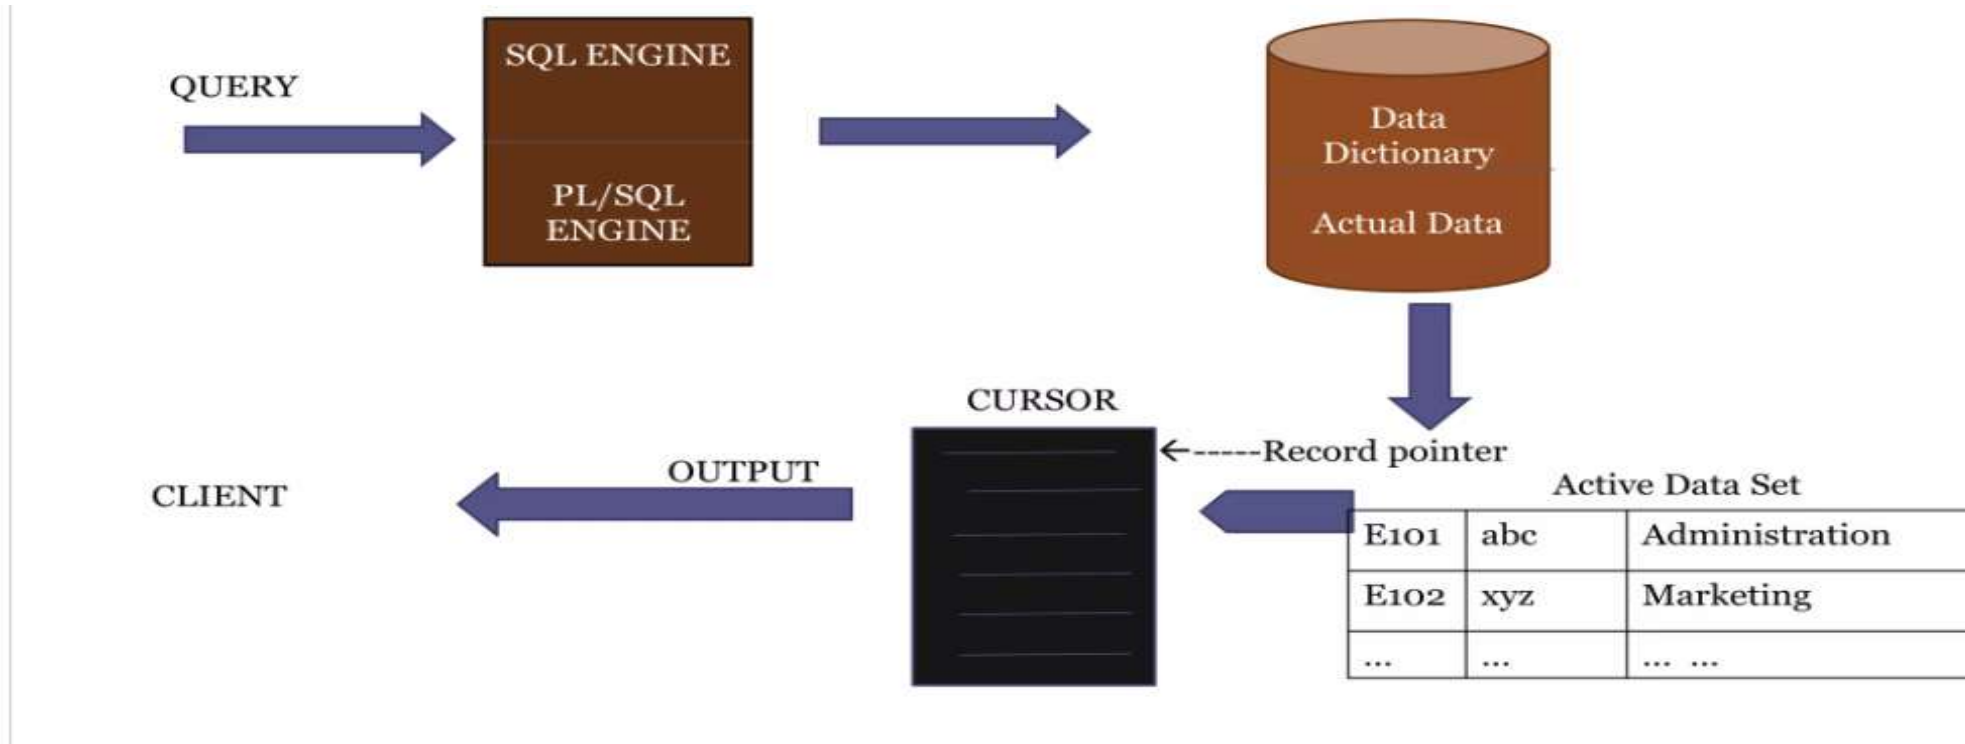 QUERY
SQL ENGINE
PL/SQL
ENGINE
Data
Dictionary
Actual Data
CURSOR
←-----Record pointer
CLIENT
OUTPUT
Active Data Set
E101 abc Administration
E102 xyz Marketing
... ... ... ...